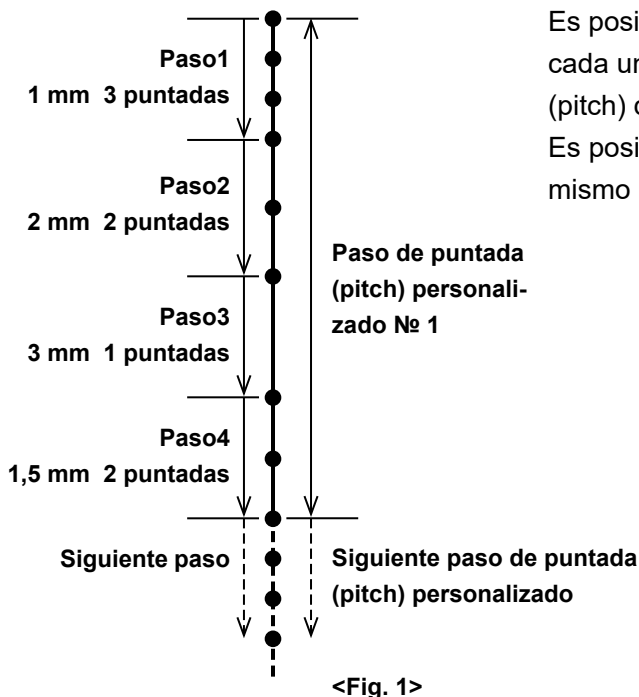 Es posi
cada un
(pitch) c
Es posi
mismo
Paso1
1 mm 3 puntadas
Paso2
2 mm 2 puntadas
Paso de puntada
(pitch) personali-
zado № 1
Paso3
3 mm 1 puntadas
Paso4
1,5 mm 2 puntadas
Siguiente paso
Siguiente paso de puntada
(pitch) personalizado
<Fig. 1>